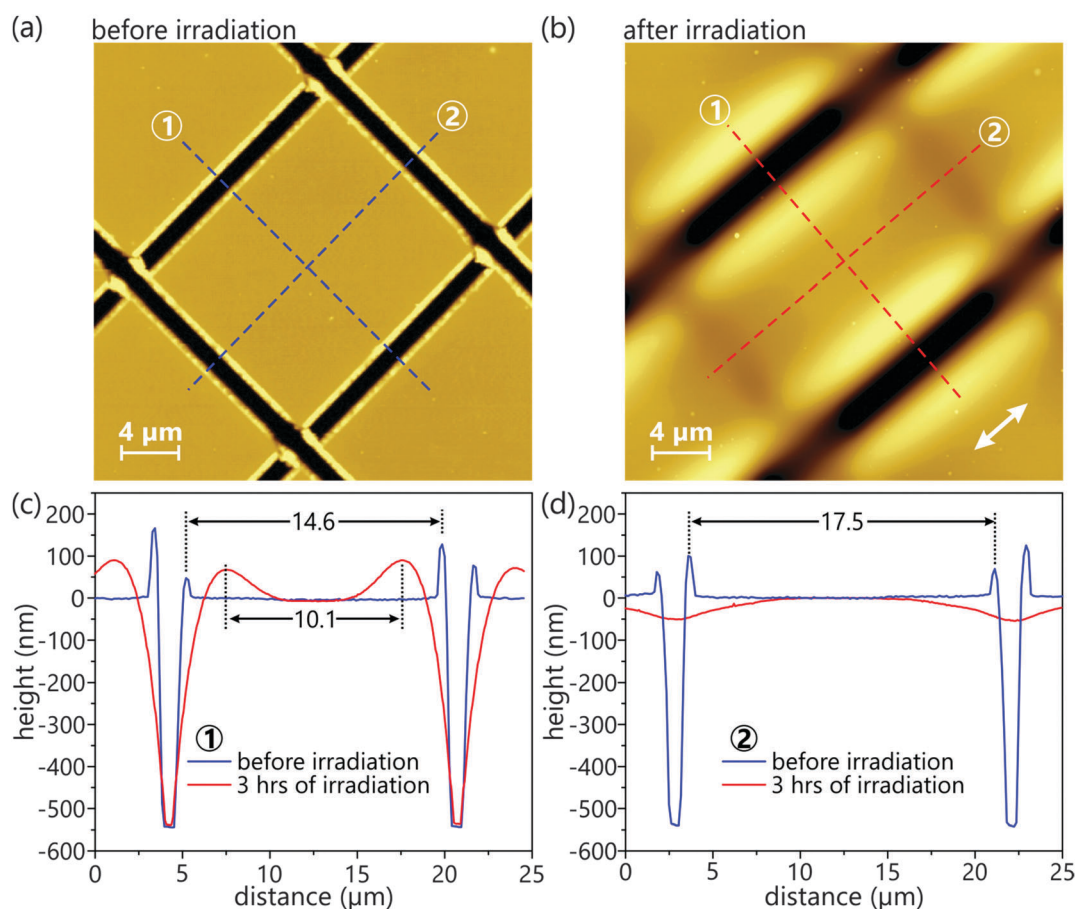 (a) before irradiation
(b) after irradiation
①
②
4 µm
①
②
4 µm
(c)
height (nm)
200
100
0
-100
-200
-300
-400
-500
-600
14.6
10.1
①
before irradiation
3 hrs of irradiation
0 5 10 15 20 25
distance (µm)
(d)
height (nm)
200
100
0
-100
-200
-300
-400
-500
-600
17.5
②
before irradiation
3 hrs of irradiation
0 5 10 15 20 25
distance (µm)